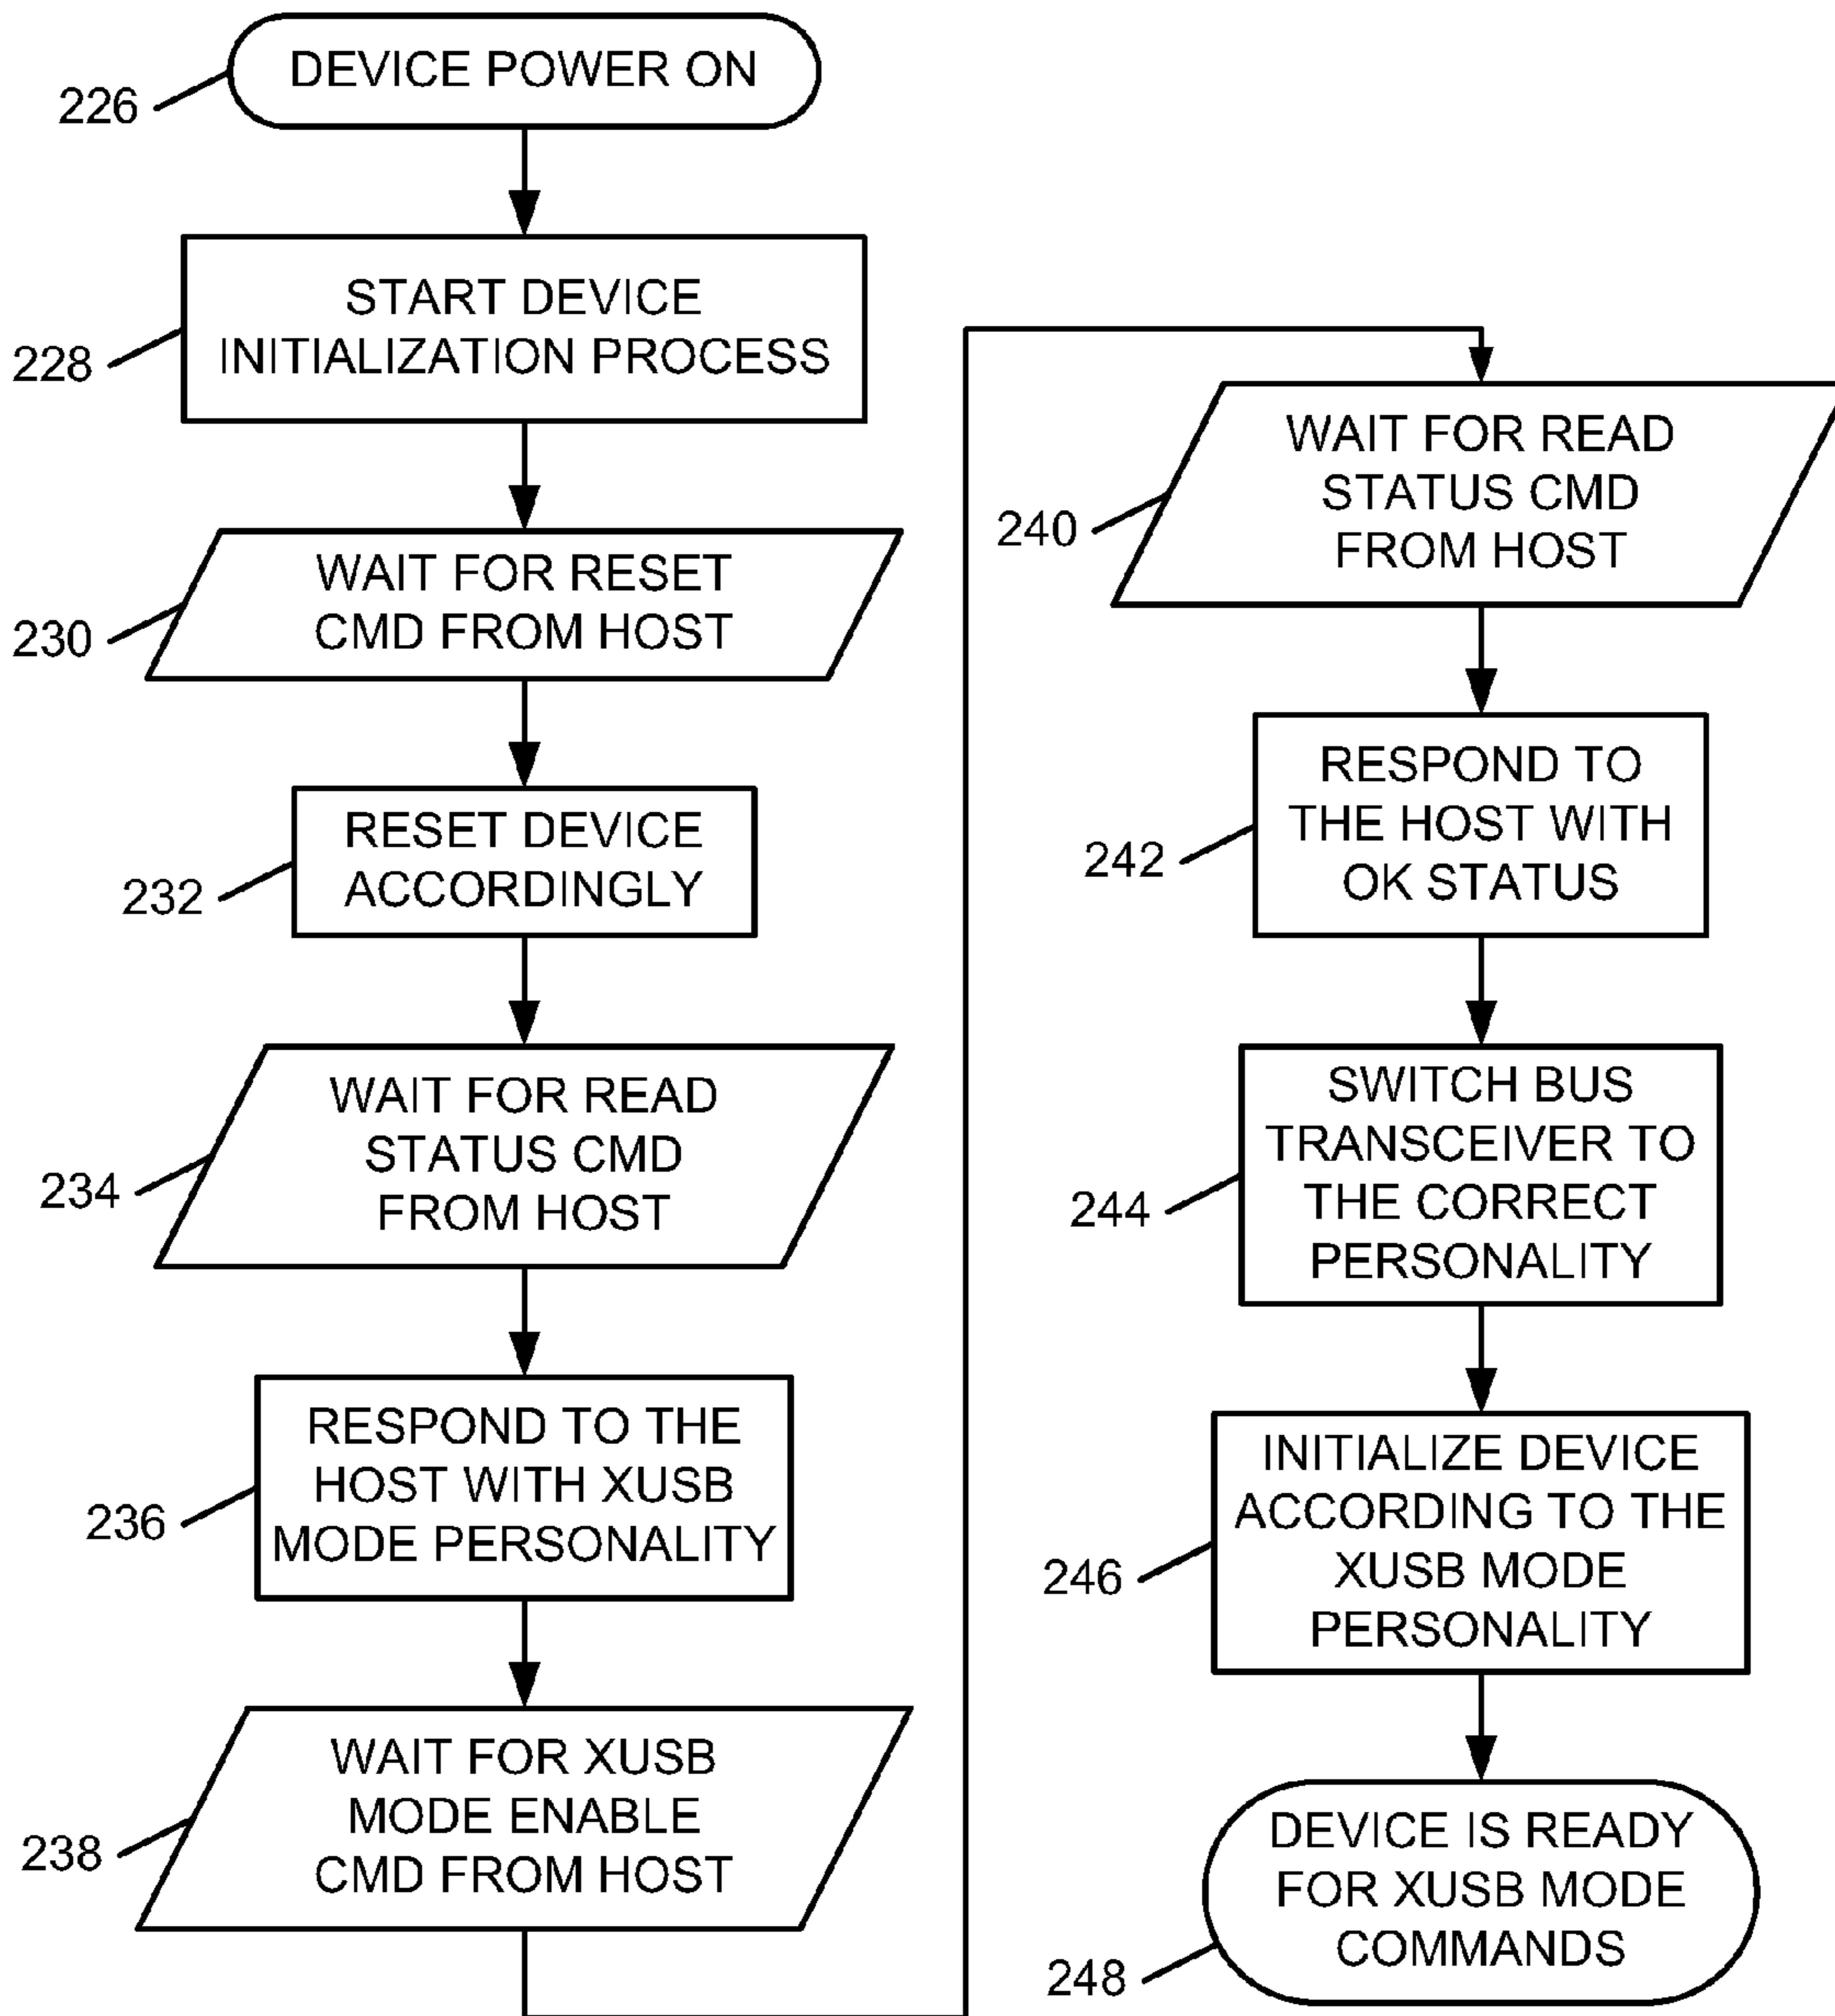 DEVICE POWER ON
226
START DEVICE
INITIALIZATION PROCESS
228
WAIT FOR RESET
CMD FROM HOST
230
RESET DEVICE
ACCORDINGLY
232
WAIT FOR READ
STATUS CMD
FROM HOST
234
RESPOND TO THE
HOST WITH XUSB
MODE PERSONALITY
236
WAIT FOR XUSB
MODE ENABLE
CMD FROM HOST
238
WAIT FOR READ
STATUS CMD
FROM HOST
240
RESPOND TO
THE HOST WITH
OK STATUS
242
SWITCH BUS
TRANSCEIVER TO
THE CORRECT
PERSONALITY
244
INITIALIZE DEVICE
ACCORDING TO THE
XUSB MODE
PERSONALITY
246
DEVICE IS READY
FOR XUSB MODE
COMMANDS
248